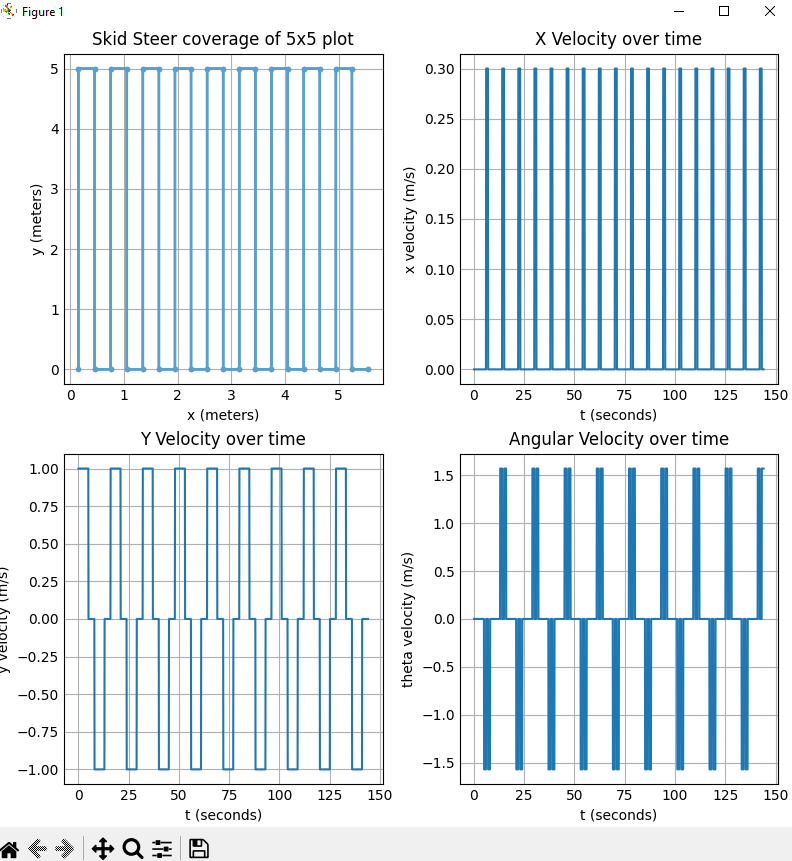 Figure 1
Skid Steer coverage of 5x5 plot
5
4
3
2
1
0
y (meters)
0 1 2 3 4 5
x (meters)
X Velocity over time
0.30
0.25
0.20
0.15
0.10
0.05
0.00
x velocity (m/s)
0 25 50 75 100 125 150
t (seconds)
Y Velocity over time
1.00
0.75
0.50
0.25
0.00
−0.25
−0.50
−0.75
−1.00
y velocity (m/s)
0 25 50 75 100 125 150
t (seconds)
Angular Velocity over time
1.5
1.0
0.5
0.0
−0.5
−1.0
−1.5
theta velocity (m/s)
0 25 50 75 100 125 150
t (seconds)